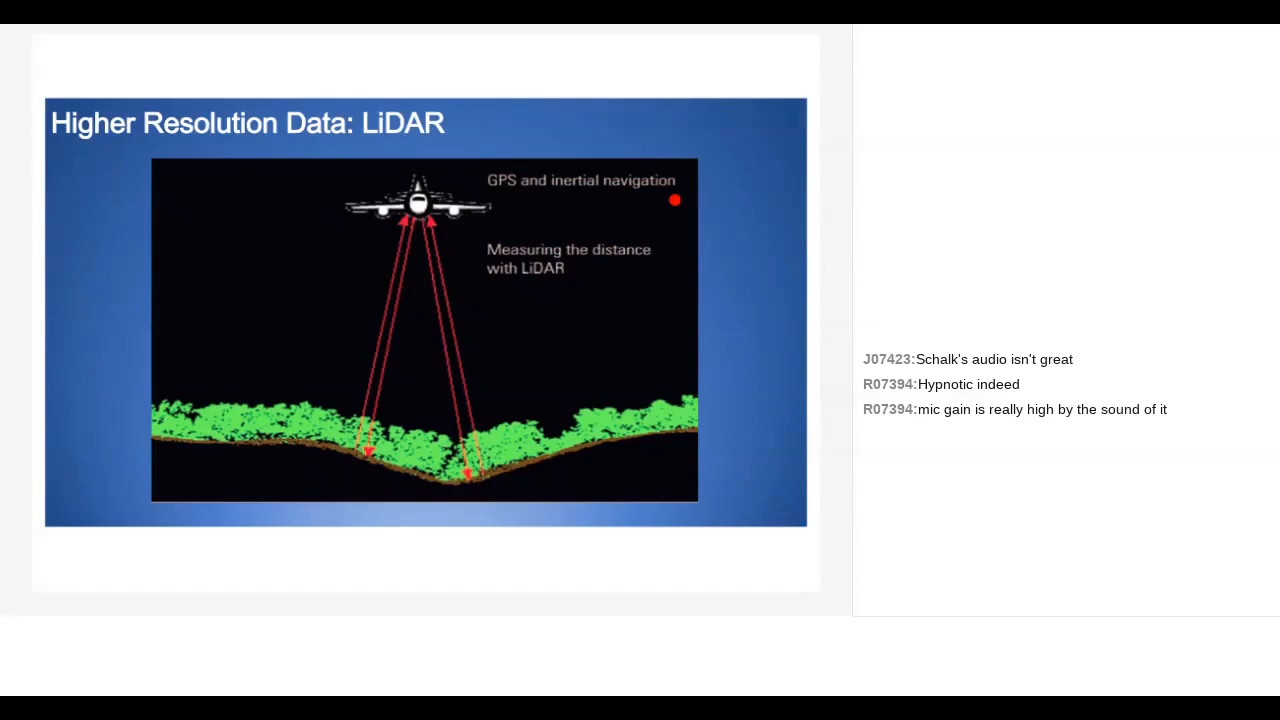 Higher Resolution Data: LiDAR
GPS and inertial navigation
Measuring the distance
with LiDAR
J07423:Schalk's audio isn't great
R07394:Hypnotic indeed
R07394:mic gain is really high by the sound of it